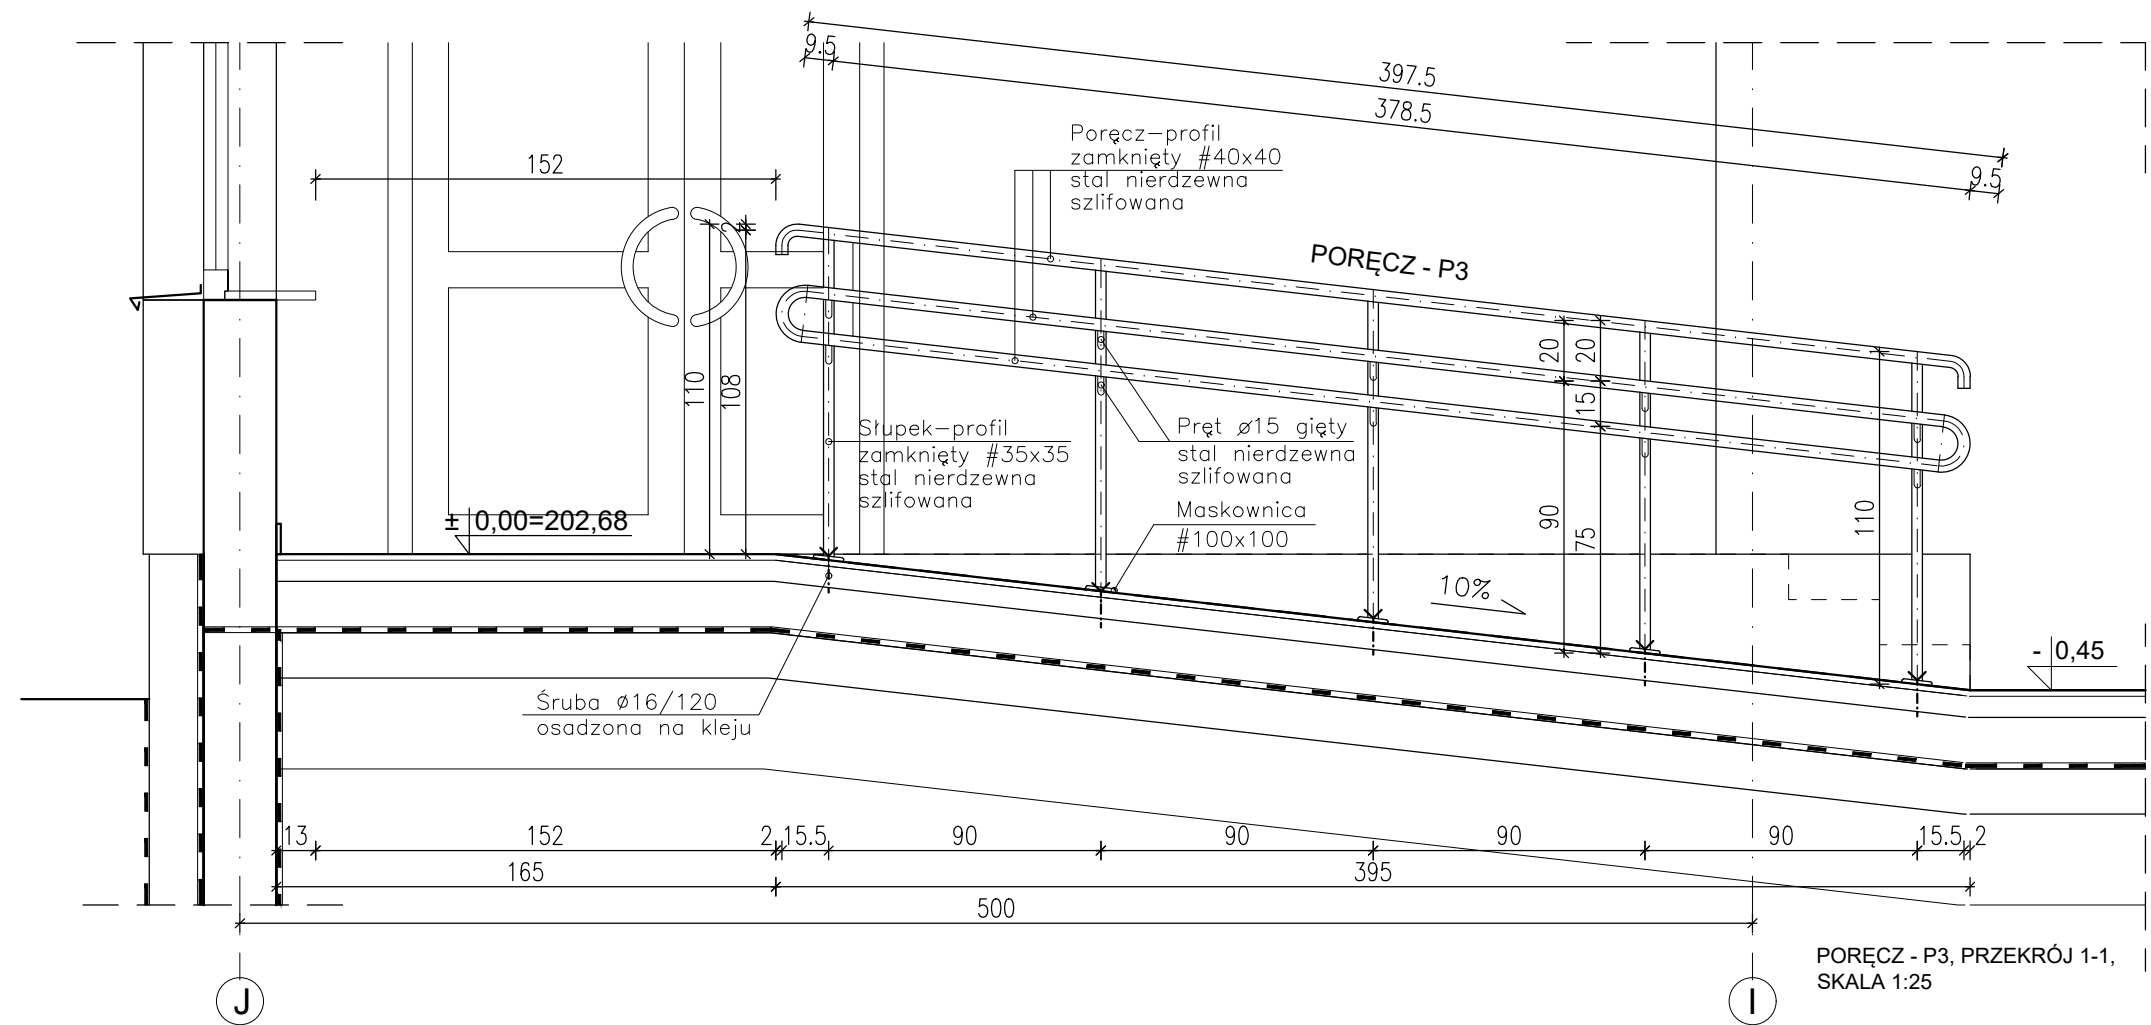 9.5
397.5
378.5
9.5
152
Poręcz-profil
zamknięty #40x40
stal nierdzewna
szlifowana
PORĘCZ - P3
2
110
108
20
20
15
90
75
110
Słupek-profil
zamknięty #35x35
stal nierdzewna
szlifowana
Pręt ø15 gięty
stal nierdzewna
szlifowana
Maskownica
#100x100
± 0,00=202,68
10%
- 0,45
Śruba ø16/120
osadzona na kleju
13 152 2 15.5 90 90 90 90 15.5 2
165 395
500
PORĘCZ - P3, PRZEKRÓJ 1-1,
SKALA 1:25
J I